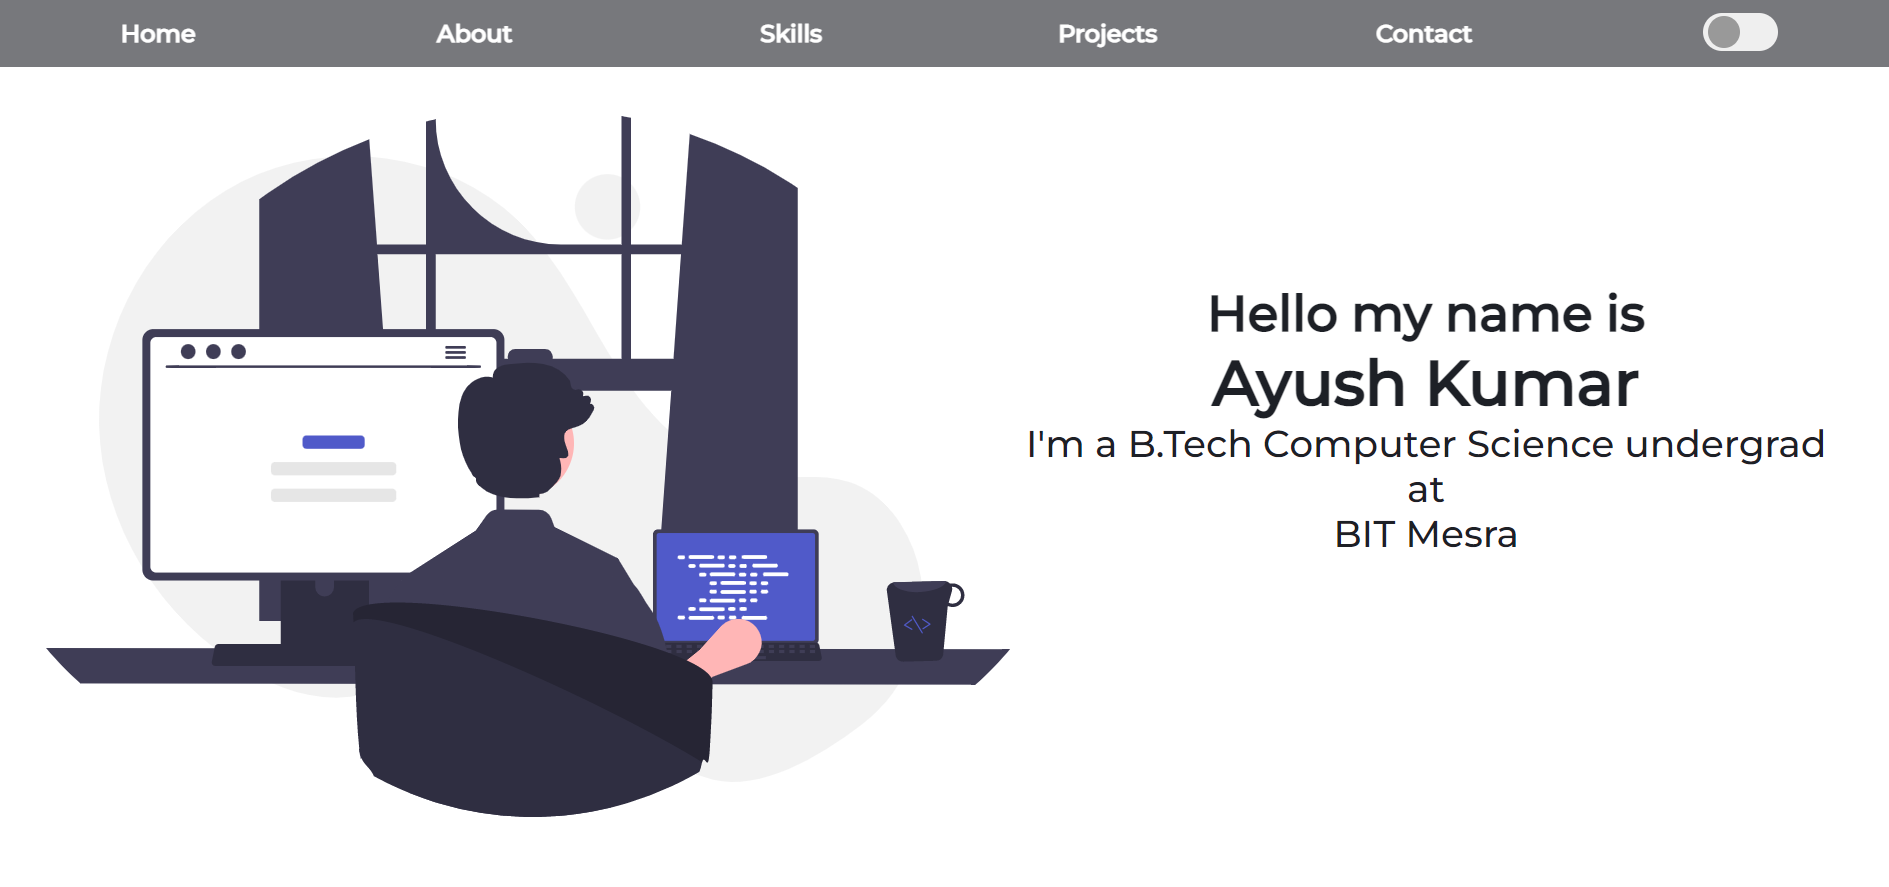 Home About Skills Projects Contact
Hello my name is
Ayush Kumar
I'm a B.Tech Computer Science undergrad
at
BIT Mesra
<\>